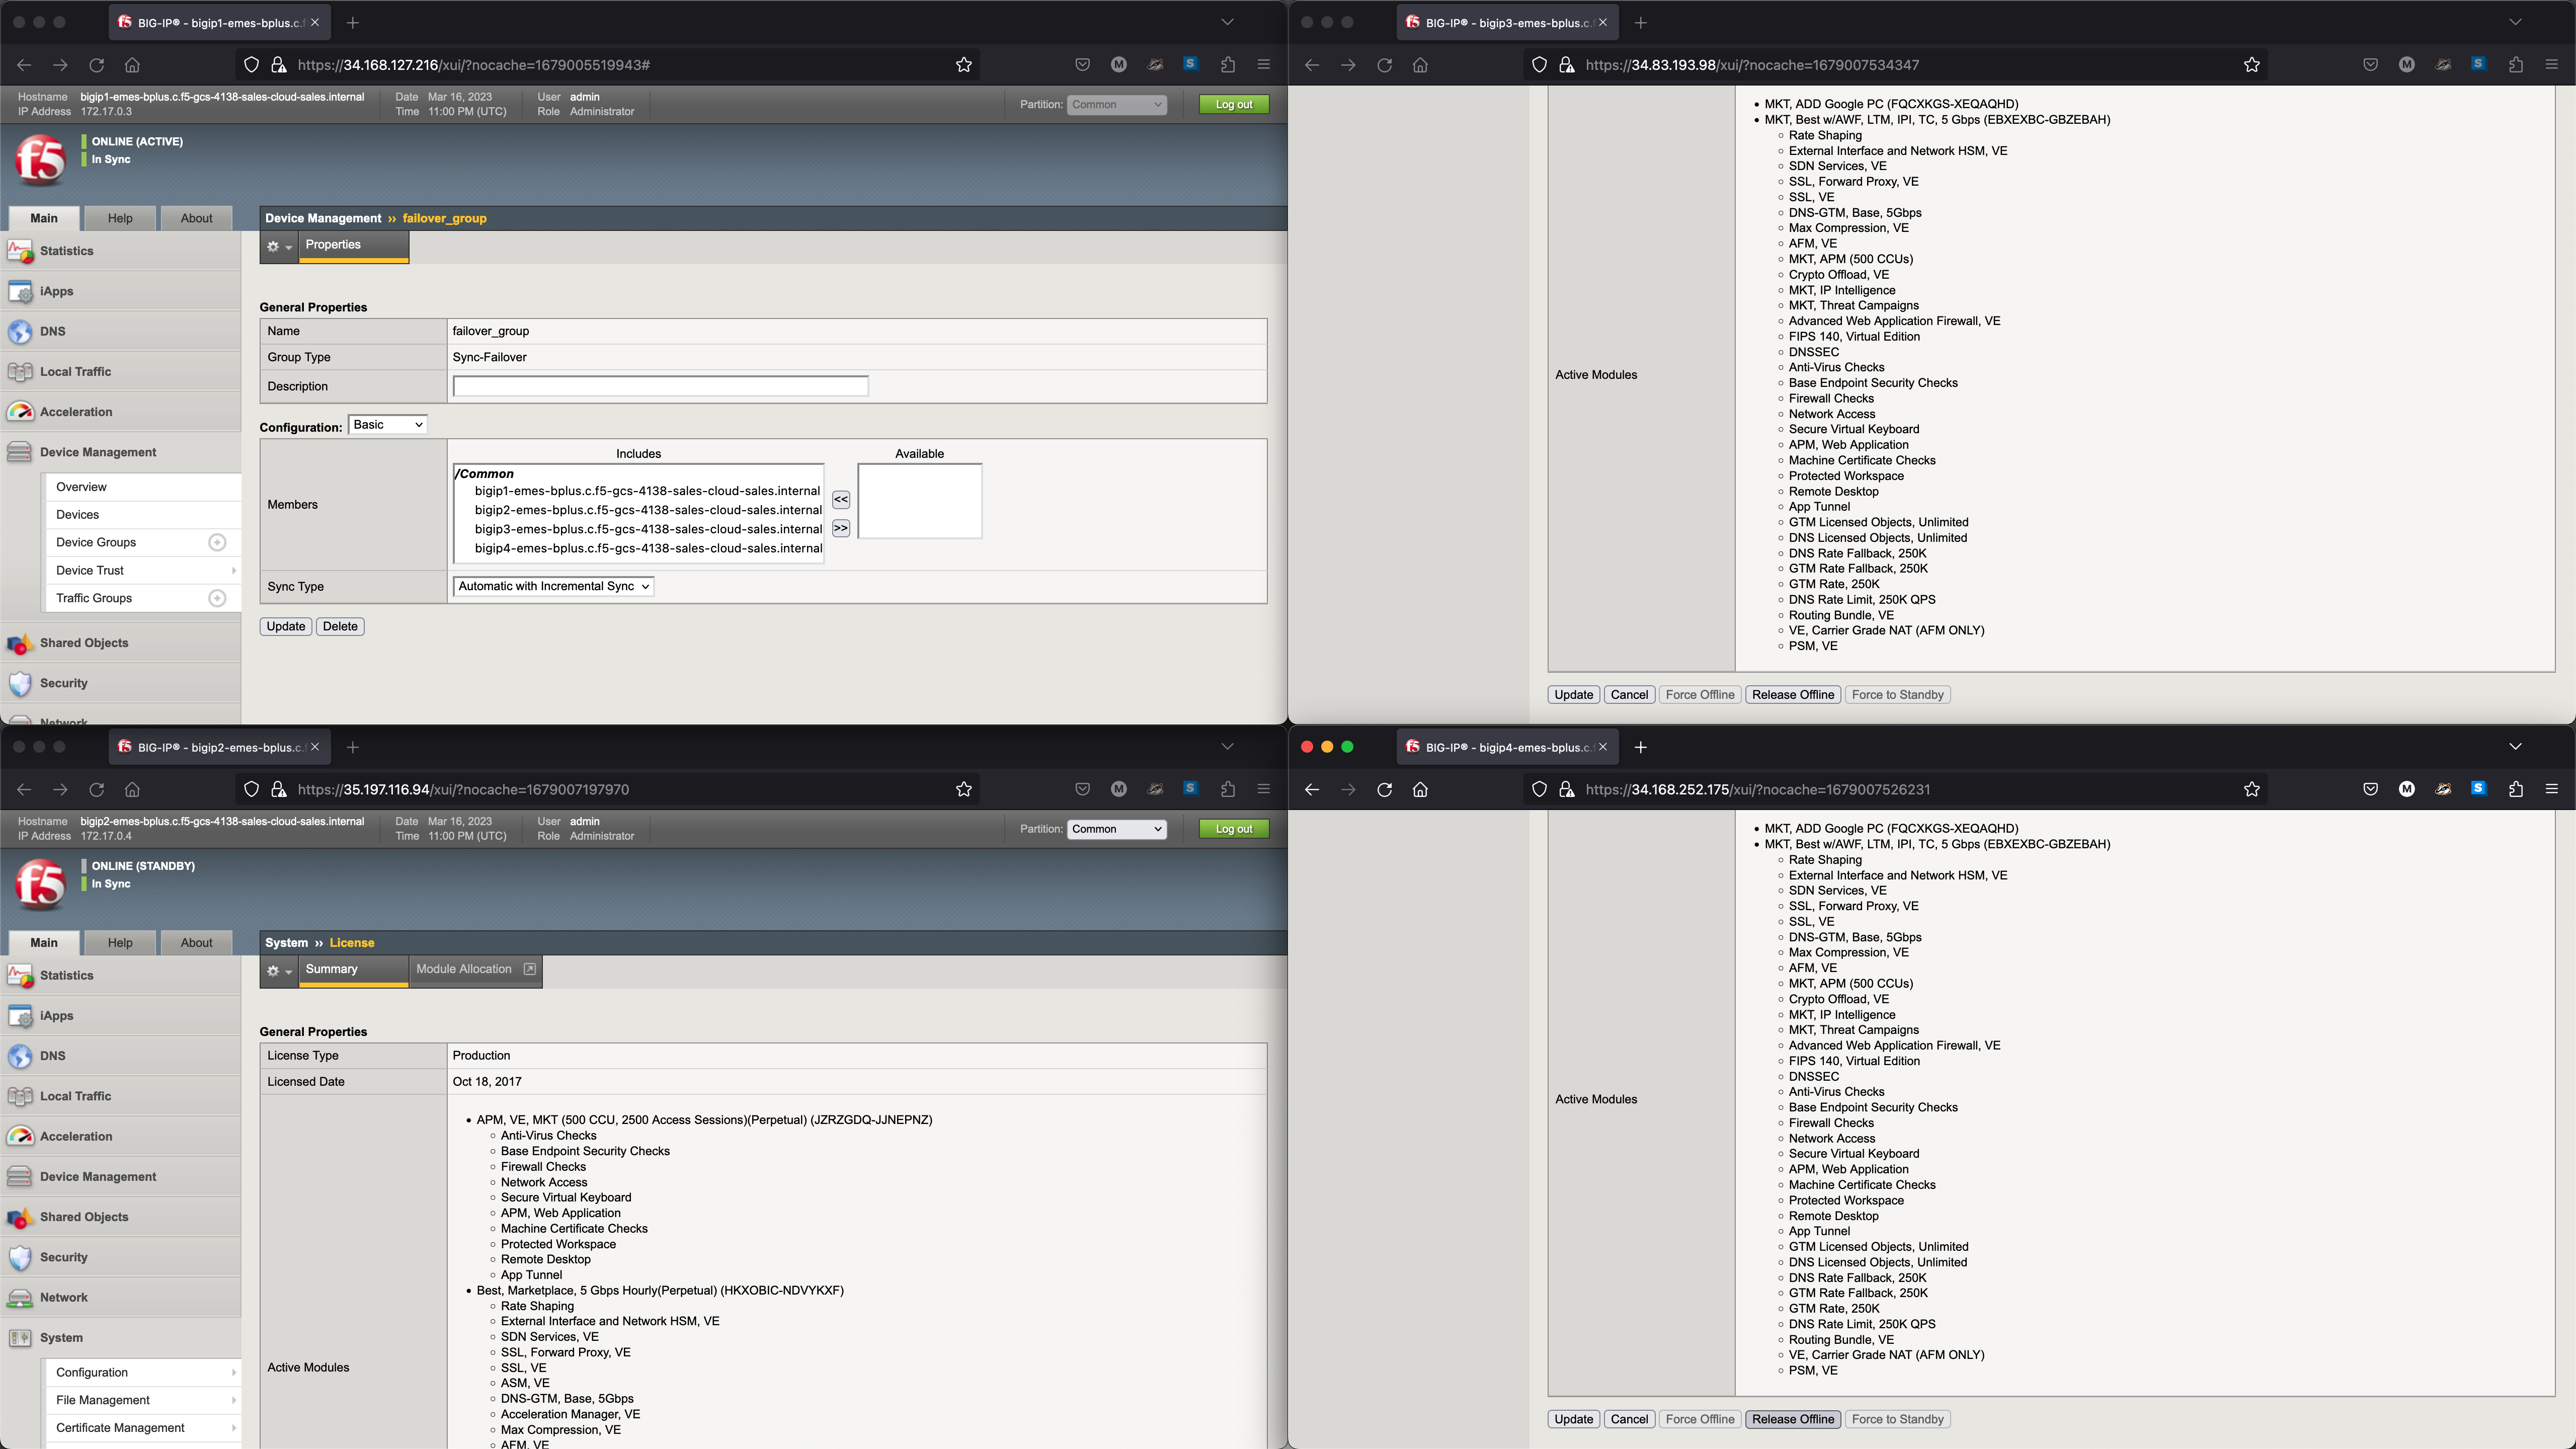 BIG-IP® - bigip1-emes-bplus.c.f
https://34.168.127.216/xui/?nocache=1679005519943#
Hostname bigip1-emes-bplus.c.f5-gcs-4138-sales-cloud-sales.internal Date Mar 16, 2023 User admin
IP Address 172.17.0.3 Time 11:00 PM (UTC) Role Administrator
Partition: Common Log out
f5
ONLINE (ACTIVE)
In Sync
Main Help About
Device Management ›› failover_group
Properties
Statistics
iApps
DNS
Local Traffic
Acceleration
Device Management
Overview
Devices
Device Groups
Device Trust
Traffic Groups
Shared Objects
Security
Network
General Properties
Name failover_group
Group Type Sync-Failover
Description
Configuration: Basic
Includes Available
Members
/Common
bigip1-emes-bplus.c.f5-gcs-4138-sales-cloud-sales.internal
bigip2-emes-bplus.c.f5-gcs-4138-sales-cloud-sales.internal
bigip3-emes-bplus.c.f5-gcs-4138-sales-cloud-sales.internal
bigip4-emes-bplus.c.f5-gcs-4138-sales-cloud-sales.internal
<<
>>
Sync Type Automatic with Incremental Sync
Update Delete
BIG-IP® - bigip3-emes-bplus.c.f
https://34.83.193.98/xui/?nocache=1679007534347
Active Modules
MKT, ADD Google PC (FQCXKGS-XEQAQHD)
MKT, Best w/AWF, LTM, IPI, TC, 5 Gbps (EBXEXBC-GBZEBAH)
Rate Shaping
External Interface and Network HSM, VE
SDN Services, VE
SSL, Forward Proxy, VE
SSL, VE
DNS-GTM, Base, 5Gbps
Max Compression, VE
AFM, VE
MKT, APM (500 CCUs)
Crypto Offload, VE
MKT, IP Intelligence
MKT, Threat Campaigns
Advanced Web Application Firewall, VE
FIPS 140, Virtual Edition
DNSSEC
Anti-Virus Checks
Base Endpoint Security Checks
Firewall Checks
Network Access
Secure Virtual Keyboard
APM, Web Application
Machine Certificate Checks
Protected Workspace
Remote Desktop
App Tunnel
GTM Licensed Objects, Unlimited
DNS Licensed Objects, Unlimited
DNS Rate Fallback, 250K
GTM Rate Fallback, 250K
GTM Rate, 250K
DNS Rate Limit, 250K QPS
Routing Bundle, VE
VE, Carrier Grade NAT (AFM ONLY)
PSM, VE
Update Cancel Force Offline Release Offline Force to Standby
BIG-IP® - bigip2-emes-bplus.c.f
https://35.197.116.94/xui/?nocache=1679007197970
Hostname bigip2-emes-bplus.c.f5-gcs-4138-sales-cloud-sales.internal Date Mar 16, 2023 User admin
IP Address 172.17.0.4 Time 11:00 PM (UTC) Role Administrator
Partition: Common Log out
f5
ONLINE (STANDBY)
In Sync
Main Help About
System ›› License
Summary Module Allocation
Statistics
iApps
DNS
Local Traffic
Acceleration
Device Management
Shared Objects
Security
Network
System
Configuration
File Management
Certificate Management
General Properties
License Type Production
Licensed Date Oct 18, 2017
Active Modules
APM, VE, MKT (500 CCU, 2500 Access Sessions)(Perpetual) (JZRZGDQ-JJNEPNZ)
Anti-Virus Checks
Base Endpoint Security Checks
Firewall Checks
Network Access
Secure Virtual Keyboard
APM, Web Application
Machine Certificate Checks
Protected Workspace
Remote Desktop
App Tunnel
Best, Marketplace, 5 Gbps Hourly(Perpetual) (HKXOBIC-NDVYKXF)
Rate Shaping
External Interface and Network HSM, VE
SDN Services, VE
SSL, Forward Proxy, VE
SSL, VE
ASM, VE
DNS-GTM, Base, 5Gbps
Acceleration Manager, VE
Max Compression, VE
AFM, VE
BIG-IP® - bigip4-emes-bplus.c.f
https://34.168.252.175/xui/?nocache=1679007526231
Active Modules
MKT, ADD Google PC (FQCXKGS-XEQAQHD)
MKT, Best w/AWF, LTM, IPI, TC, 5 Gbps (EBXEXBC-GBZEBAH)
Rate Shaping
External Interface and Network HSM, VE
SDN Services, VE
SSL, Forward Proxy, VE
SSL, VE
DNS-GTM, Base, 5Gbps
Max Compression, VE
AFM, VE
MKT, APM (500 CCUs)
Crypto Offload, VE
MKT, IP Intelligence
MKT, Threat Campaigns
Advanced Web Application Firewall, VE
FIPS 140, Virtual Edition
DNSSEC
Anti-Virus Checks
Base Endpoint Security Checks
Firewall Checks
Network Access
Secure Virtual Keyboard
APM, Web Application
Machine Certificate Checks
Protected Workspace
Remote Desktop
App Tunnel
GTM Licensed Objects, Unlimited
DNS Licensed Objects, Unlimited
DNS Rate Fallback, 250K
GTM Rate Fallback, 250K
GTM Rate, 250K
DNS Rate Limit, 250K QPS
Routing Bundle, VE
VE, Carrier Grade NAT (AFM ONLY)
PSM, VE
Update Cancel Force Offline Release Offline Force to Standby